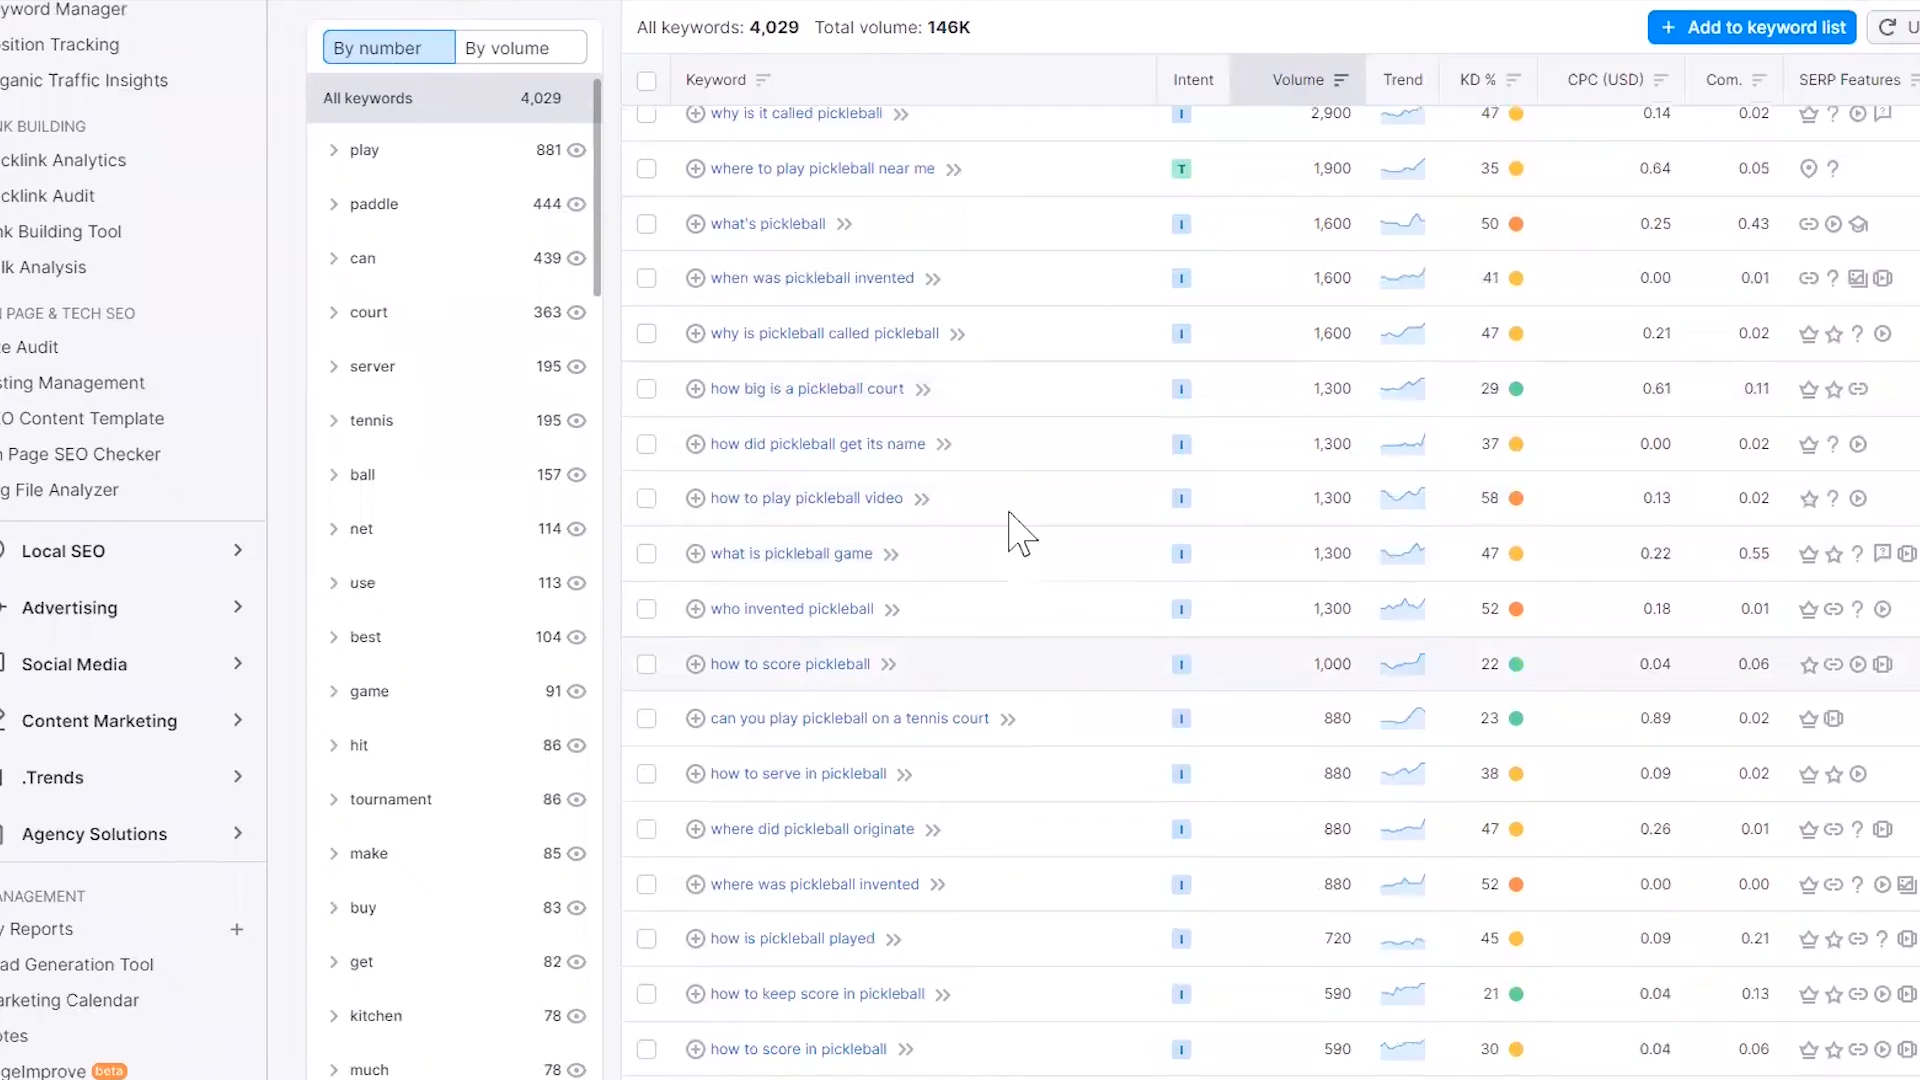 yword Manager
sition Tracking
ganic Traffic Insights
NK BUILDING
cklink Analytics
cklink Audit
nk Building Tool
lk Analysis
N PAGE & TECH SEO
te Audit
sting Management
EO Content Template
n Page SEO Checker
g File Analyzer
Local SEO
Advertising
Social Media
Content Marketing
.Trends
Agency Solutions
ANAGEMENT
y Reports +
ad Generation Tool
arketing Calendar
otes
geImprove beta
By number By volume
All keywords 4,029
play 881
paddle 444
can 439
court 363
server 195
tennis 195
ball 157
net 114
use 113
best 104
game 91
hit 86
tournament 86
make 85
buy 83
get 82
kitchen 78
much 78
All keywords: 4,029 Total volume: 146K
+ Add to keyword list U
Keyword Intent Volume Trend KD % CPC (USD) Com. SERP Features
why is it called pickleball I 2,900 47 0.14 0.02
where to play pickleball near me T 1,900 35 0.64 0.05
what's pickleball I 1,600 50 0.25 0.43
when was pickleball invented I 1,600 41 0.00 0.01
why is pickleball called pickleball I 1,600 47 0.21 0.02
how big is a pickleball court I 1,300 29 0.61 0.11
how did pickleball get its name I 1,300 37 0.00 0.02
how to play pickleball video I 1,300 58 0.13 0.02
what is pickleball game I 1,300 47 0.22 0.55
who invented pickleball I 1,300 52 0.18 0.01
how to score pickleball I 1,000 22 0.04 0.06
can you play pickleball on a tennis court I 880 23 0.89 0.02
how to serve in pickleball I 880 38 0.09 0.02
where did pickleball originate I 880 47 0.26 0.01
where was pickleball invented I 880 52 0.00 0.00
how is pickleball played I 720 45 0.09 0.21
how to keep score in pickleball I 590 21 0.04 0.13
how to score in pickleball I 590 30 0.04 0.06